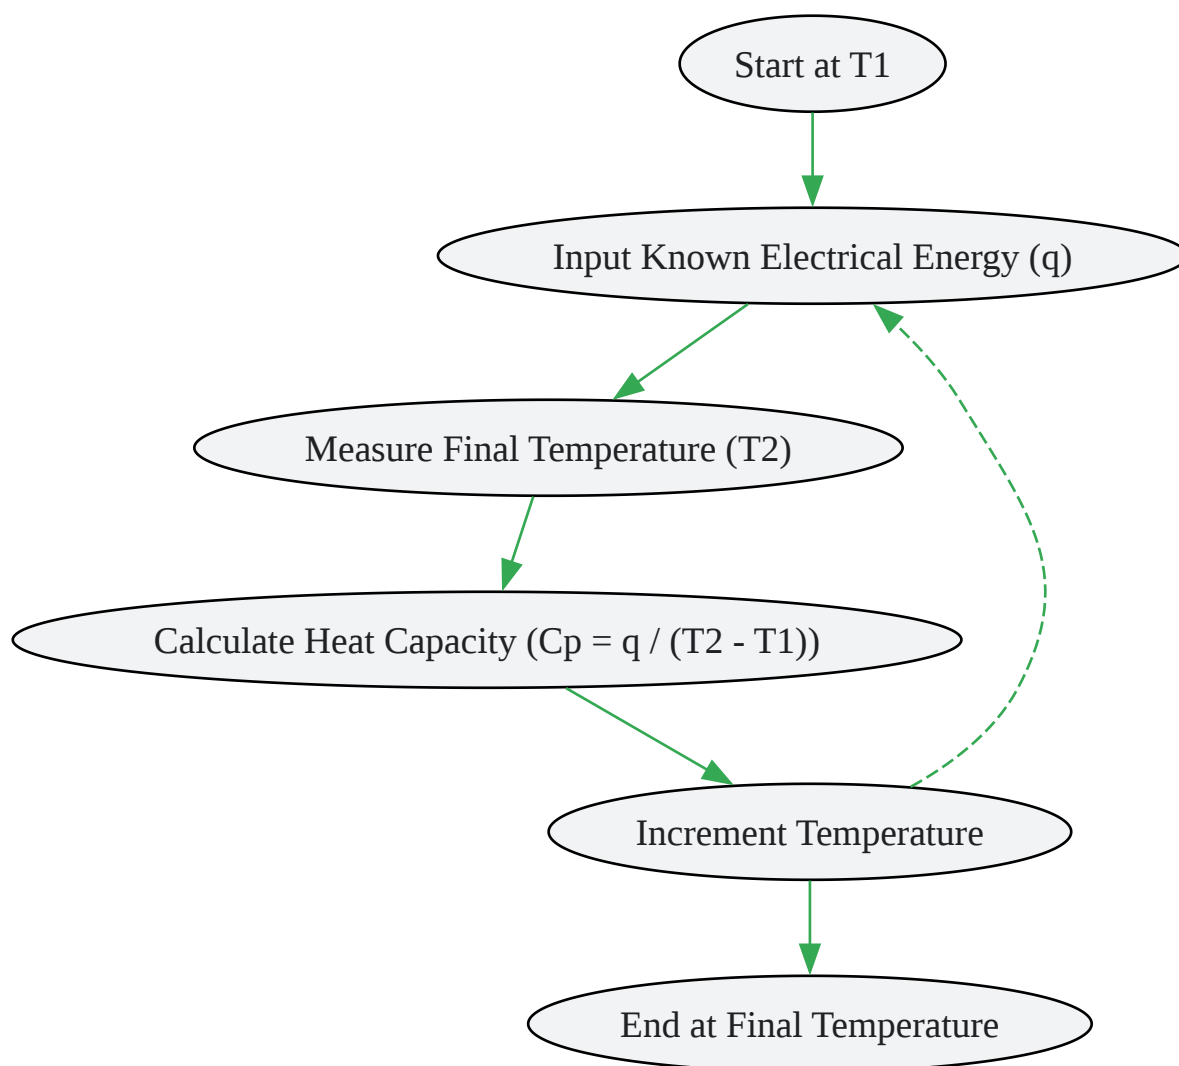 Start at T1
Input Known Electrical Energy (q)
Measure Final Temperature (T2)
Calculate Heat Capacity (Cp = q / (T2 - T1))
Increment Temperature
End at Final Temperature